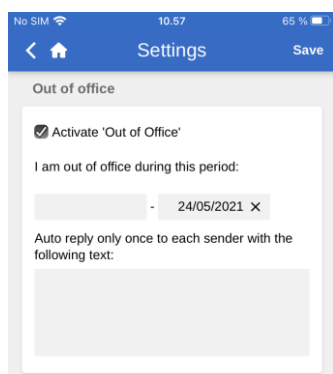 No SIM 10.57 65 %
Settings Save
Out of office
Activate 'Out of Office'
I am out of office during this period:
- 24/05/2021 ×
Auto reply only once to each sender with the
following text: